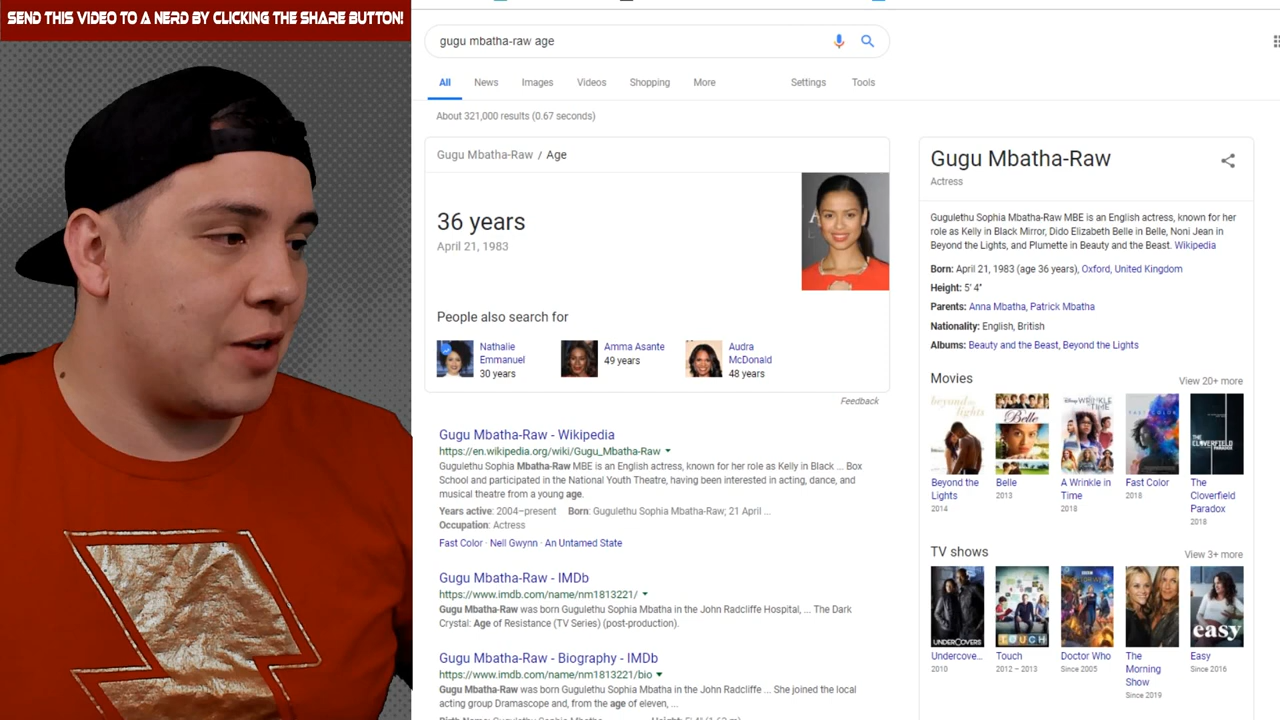 SEND THIS VIDEO TO A NERD BY CLICKING THE SHARE BUTTON!
gugu mbatha-raw age
All News Images Videos Shopping More Settings Tools
About 321,000 results (0.67 seconds)
Gugu Mbatha-Raw / Age
36 years
April 21, 1983
People also search for
Nathalie Emmanuel
30 years
Amma Asante
49 years
Audra McDonald
48 years
Feedback
Gugu Mbatha-Raw - Wikipedia
https://en.wikipedia.org/wiki/Gugu_Mbatha-Raw
Gugulethu Sophia Mbatha-Raw MBE is an English actress, known for her role as Kelly in Black ... Box
School and participated in the National Youth Theatre, having been interested in acting, dance, and
musical theatre from a young age.
Years active: 2004–present Born: Gugulethu Sophia Mbatha-Raw; 21 April ...
Occupation: Actress
Fast Color · Nell Gwynn · An Untamed State
Gugu Mbatha-Raw - IMDb
https://www.imdb.com/name/nm1813221/
Gugu Mbatha-Raw was born Gugulethu Sophia Mbatha in the John Radcliffe Hospital, ... The Dark
Crystal: Age of Resistance (TV Series) (post-production).
Gugu Mbatha-Raw - Biography - IMDb
https://www.imdb.com/name/nm1813221/bio
Gugu Mbatha-Raw was born Gugulethu Sophia Mbatha in the John Radcliffe ... She joined the local
acting group Dramascope and, from the age of eleven, ...
Gugu Mbatha-Raw
Actress
Gugulethu Sophia Mbatha-Raw MBE is an English actress, known for her
role as Kelly in Black Mirror, Dido Elizabeth Belle in Belle, Noni Jean in
Beyond the Lights, and Plumette in Beauty and the Beast. Wikipedia
Born: April 21, 1983 (age 36 years), Oxford, United Kingdom
Height: 5′ 4″
Parents: Anna Mbatha, Patrick Mbatha
Nationality: English, British
Albums: Beauty and the Beast, Beyond the Lights
Movies View 20+ more
beyond the lights
Belle
WRINKLE TIME
FAST COLOR
THE CLOVERFIELD PARADOX
Beyond the Lights
2014
Belle
2013
A Wrinkle in Time
2018
Fast Color
2018
The Cloverfield Paradox
2018
TV shows View 3+ more
UNDERCOVERS
TOUCH
easy
Undercove...
2010
Touch
2012 – 2013
Doctor Who
Since 2005
The Morning Show
Since 2019
Easy
Since 2016